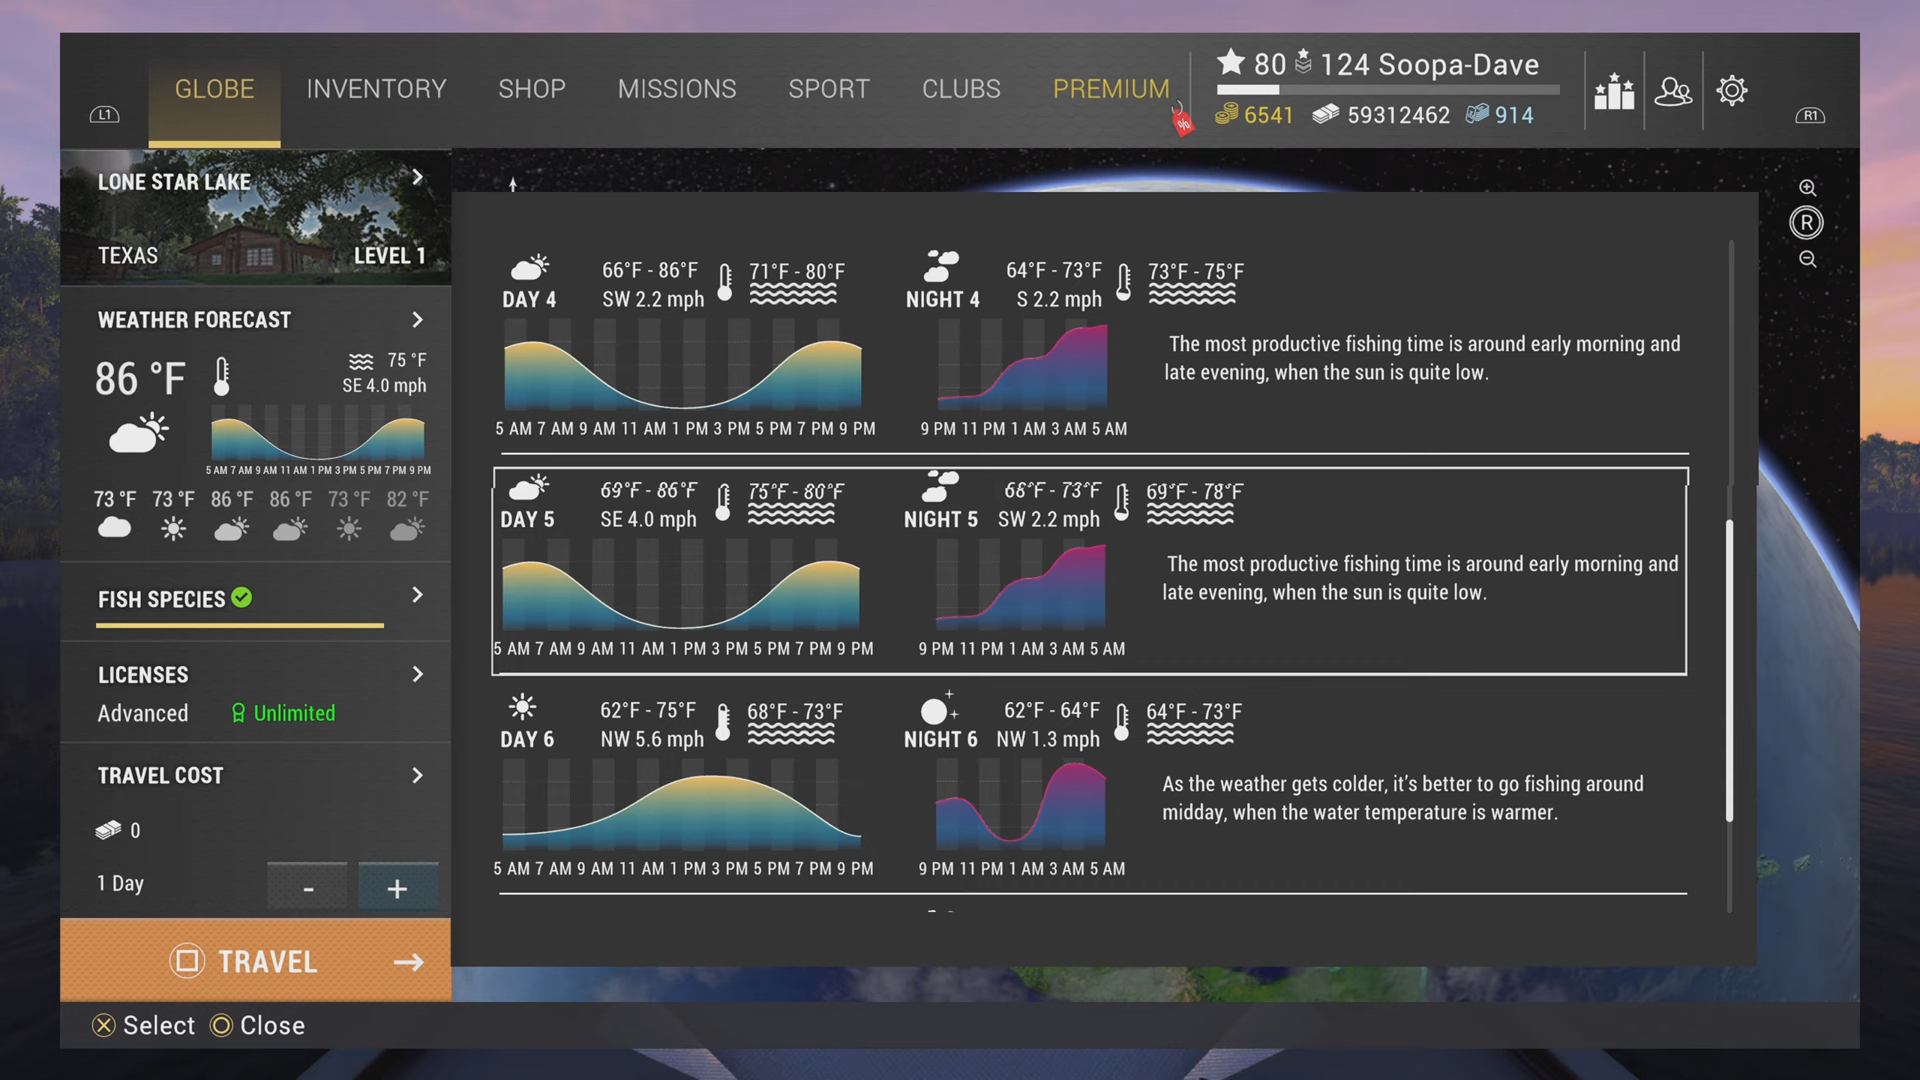 L1
GLOBE
INVENTORY
SHOP
MISSIONS
SPORT
CLUBS
PREMIUM
%
80 124 Soopa-Dave
6541 59312462 914
R1
LONE STAR LAKE
TEXAS LEVEL 1
WEATHER FORECAST
86 °F
75 °F
SE 4.0 mph
5 AM 7 AM 9 AM 11 AM 1 PM 3 PM 5 PM 7 PM 9 PM
73 °F 73 °F 86 °F 86 °F 73 °F 82 °F
FISH SPECIES
LICENSES
Advanced Unlimited
TRAVEL COST
0
1 Day - +
TRAVEL
R
66°F - 86°F 71°F - 80°F
DAY 4 SW 2.2 mph
5 AM 7 AM 9 AM 11 AM 1 PM 3 PM 5 PM 7 PM 9 PM
64°F - 73°F 73°F - 75°F
NIGHT 4 S 2.2 mph
9 PM 11 PM 1 AM 3 AM 5 AM
The most productive fishing time is around early morning and
late evening, when the sun is quite low.
69°F - 86°F 75°F - 80°F
DAY 5 SE 4.0 mph
5 AM 7 AM 9 AM 11 AM 1 PM 3 PM 5 PM 7 PM 9 PM
68°F - 73°F 69°F - 78°F
NIGHT 5 SW 2.2 mph
9 PM 11 PM 1 AM 3 AM 5 AM
The most productive fishing time is around early morning and
late evening, when the sun is quite low.
62°F - 75°F 68°F - 73°F
DAY 6 NW 5.6 mph
5 AM 7 AM 9 AM 11 AM 1 PM 3 PM 5 PM 7 PM 9 PM
62°F - 64°F 64°F - 73°F
NIGHT 6 NW 1.3 mph
9 PM 11 PM 1 AM 3 AM 5 AM
As the weather gets colder, it's better to go fishing around
midday, when the water temperature is warmer.
Select Close